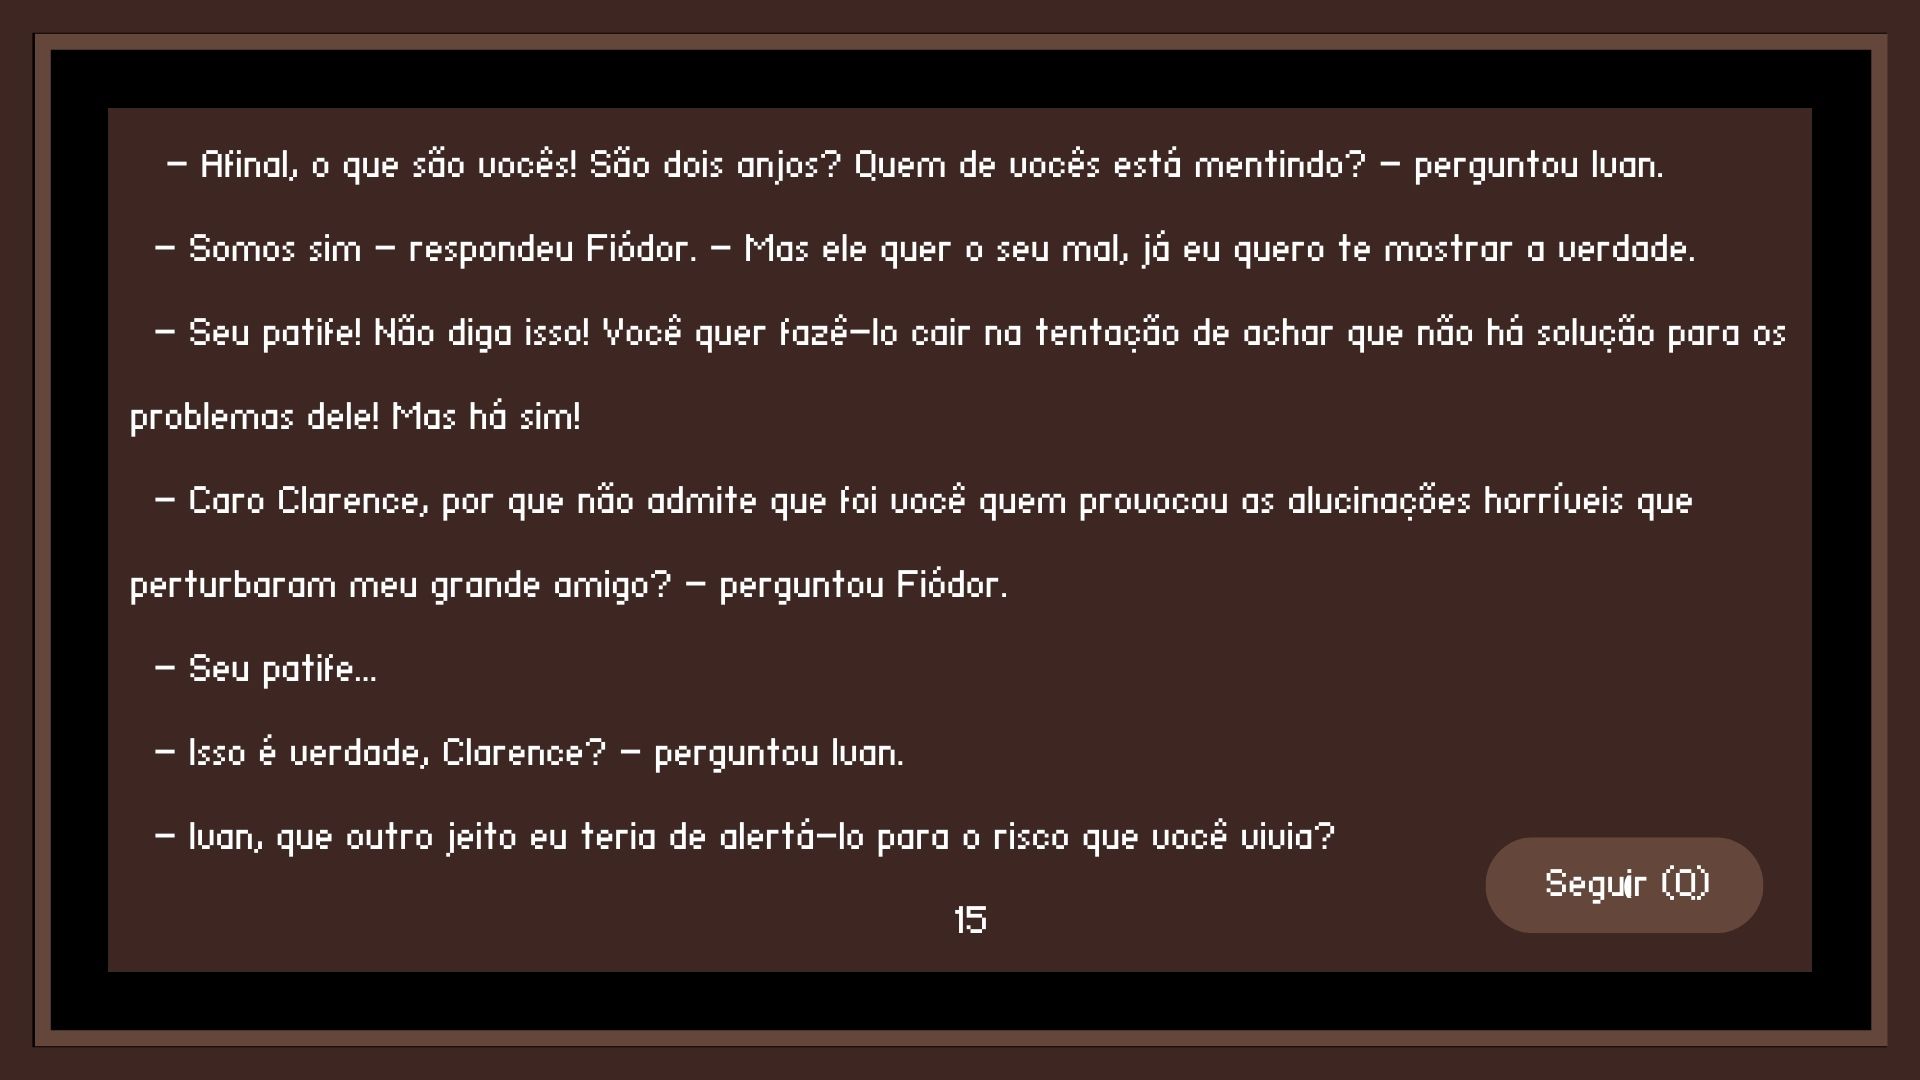 – Afinal, o que são vocês! São dois anjos? Quem de vocês está mentindo? – perguntou Ivan.
– Somos sim – respondeu Fiódor. – Mas ele quer o seu mal, já eu quero te mostrar a verdade.
– Seu patife! Não diga isso! Você quer fazê-lo cair na tentação de achar que não há solução para os
problemas dele! Mas há sim!
– Caro Clarence, por que não admite que foi você quem provocou as alucinações horríveis que
perturbaram meu grande amigo? – perguntou Fiódor.
– Seu patife...
– Isso é verdade, Clarence? – perguntou Ivan.
– Ivan, que outro jeito eu teria de alertá-lo para o risco que você vivia?
Seguir (Q)
15